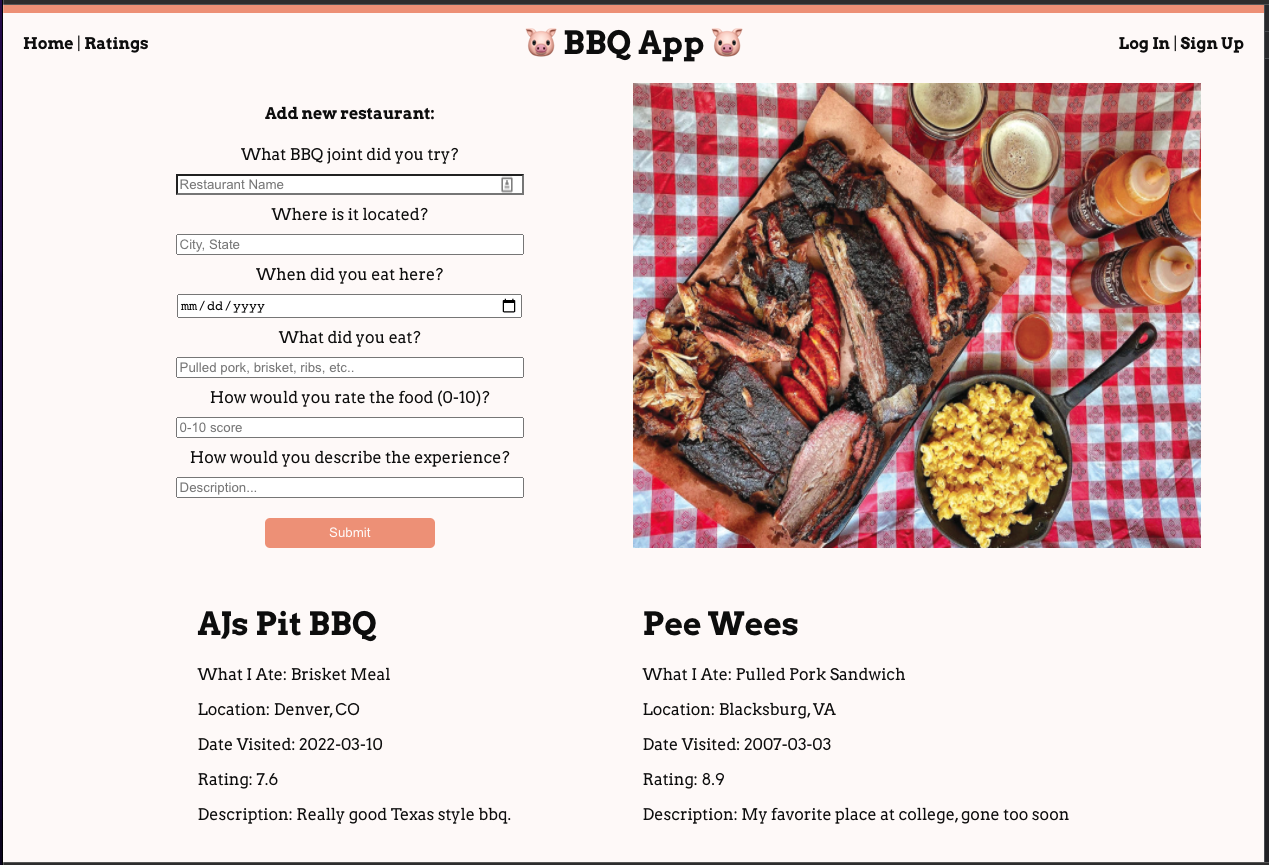 Home | Ratings
🐷 BBQ App 🐷
Log In | Sign Up
Add new restaurant:
What BBQ joint did you try?
Restaurant Name
Where is it located?
City, State
When did you eat here?
mm/dd/yyyy
What did you eat?
Pulled pork, brisket, ribs, etc..
How would you rate the food (0-10)?
0-10 score
How would you describe the experience?
Description...
Submit
AJs Pit BBQ
What I Ate: Brisket Meal
Location: Denver, CO
Date Visited: 2022-03-10
Rating: 7.6
Description: Really good Texas style bbq.
Pee Wees
What I Ate: Pulled Pork Sandwich
Location: Blacksburg, VA
Date Visited: 2007-03-03
Rating: 8.9
Description: My favorite place at college, gone too soon